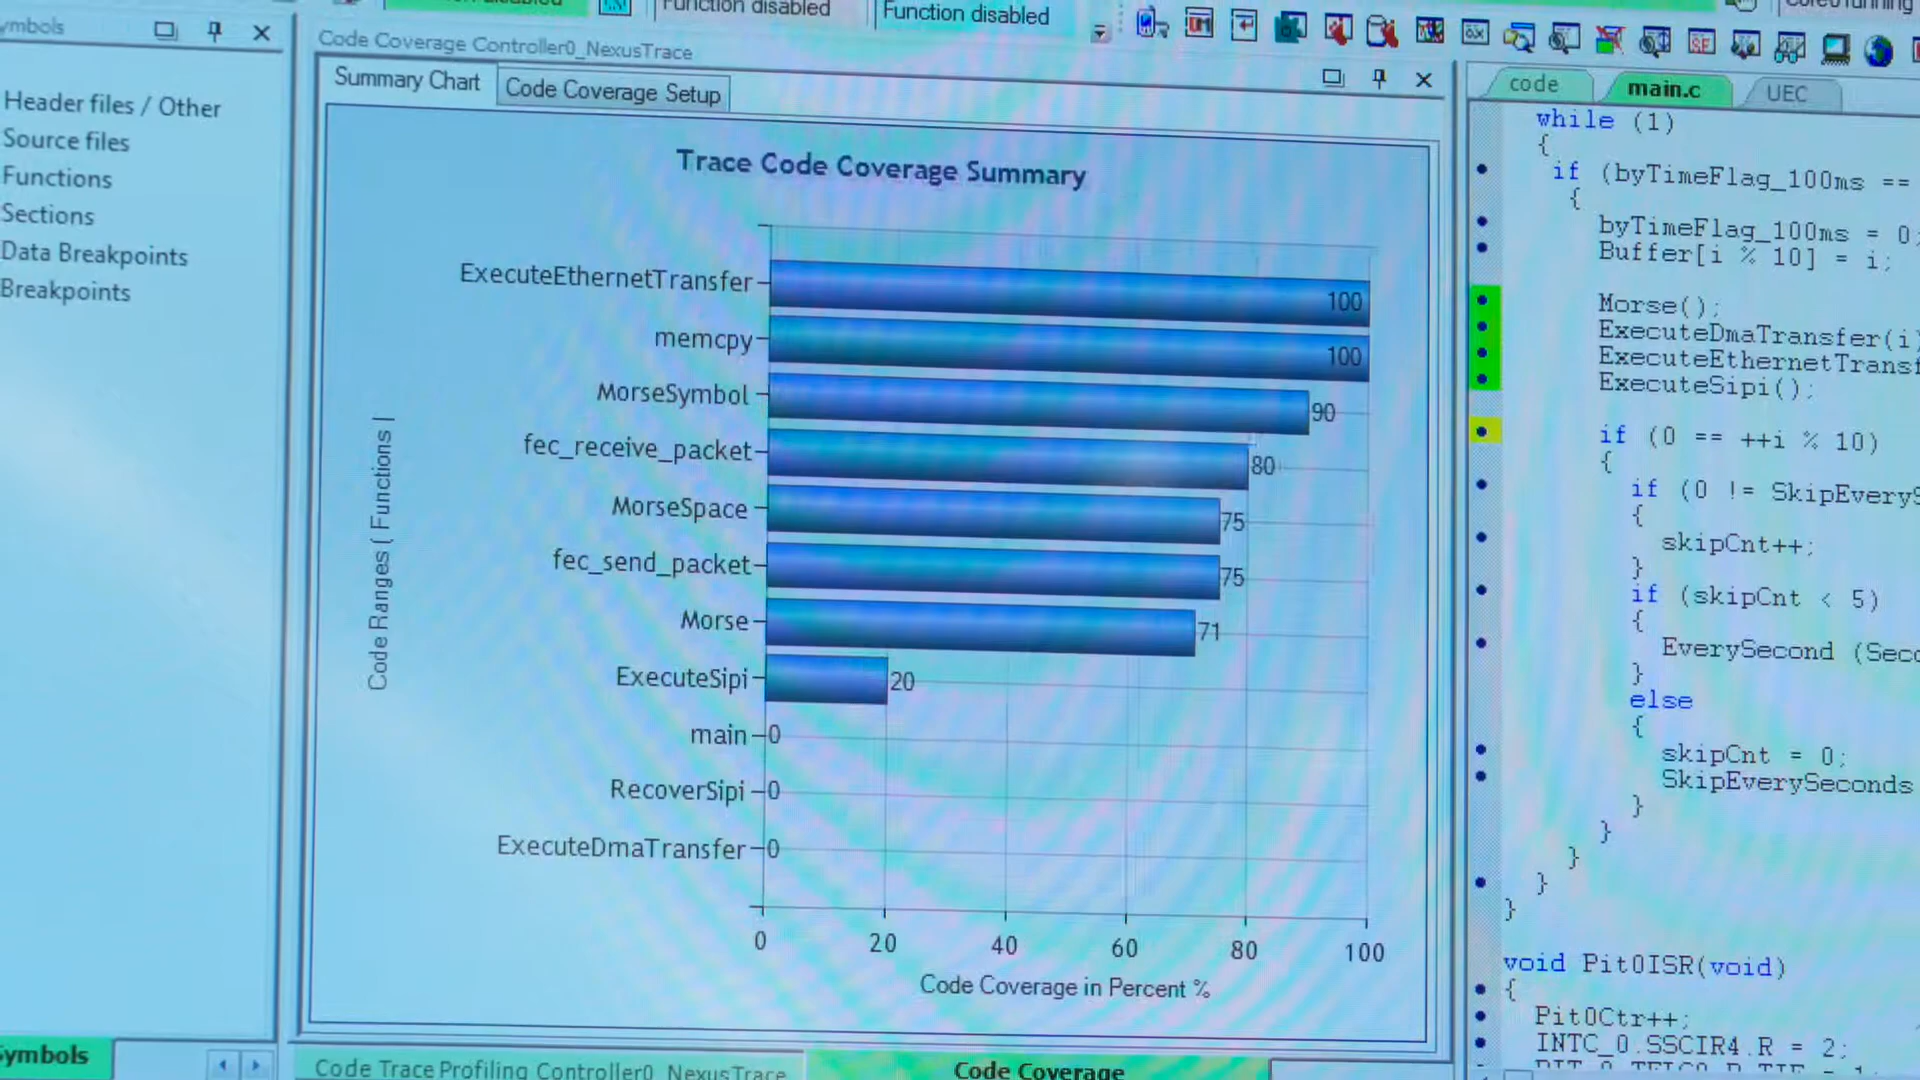 Function disabled
Function disabled
Code Coverage Controller0_NexusTrace
Summary Chart
Code Coverage Setup
Header files / Other
Source files
Functions
Sections
Data Breakpoints
Breakpoints
Trace Code Coverage Summary
Code Ranges ( Functions )
ExecuteEthernetTransfer 100
memcpy 100
MorseSymbol 90
fec_receive_packet 80
MorseSpace 75
fec_send_packet 75
Morse 71
ExecuteSipi 20
main 0
RecoverSipi 0
ExecuteDmaTransfer 0
0 20 40 60 80 100
Code Coverage in Percent %
Code Trace Profiling Controller0_NexusTrace
Code Coverage
code
main.c
UEC
while (1)
{
if (byTimeFlag_100ms ==
{
byTimeFlag_100ms = 0;
Buffer[i % 10] = i;
Morse();
ExecuteDmaTransfer(i)
ExecuteEthernetTransf
ExecuteSipi();
if (0 == ++i % 10)
{
if (0 != SkipEveryS
{
skipCnt++;
}
if (skipCnt < 5)
{
EverySecond (Seco
}
else
{
skipCnt = 0;
SkipEverySeconds
}
}
}
}
}
void Pit0ISR(void)
{
Pit0Ctr++;
INTC_0.SSCIR4.R = 2;